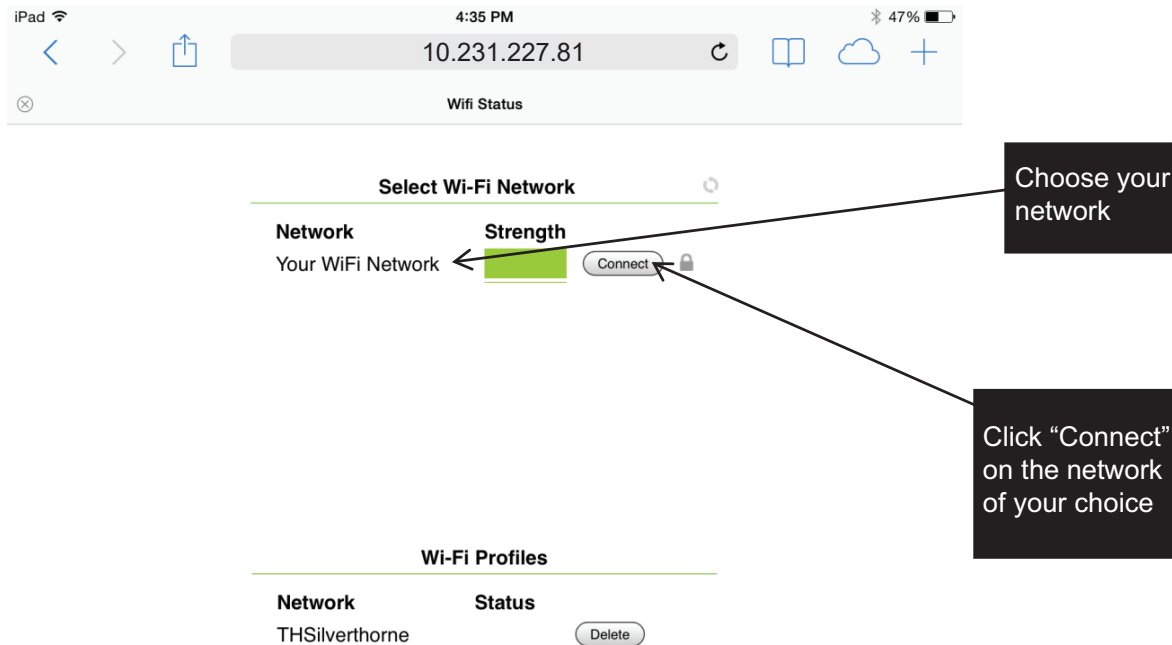 iPad 4:35 PM 47%
10.231.227.81
Wifi Status
Select Wi-Fi Network
Choose your
network
Network Strength
Your WiFi Network Connect
Click “Connect”
on the network
of your choice
Wi-Fi Profiles
Network Status
THSilverthorne Delete